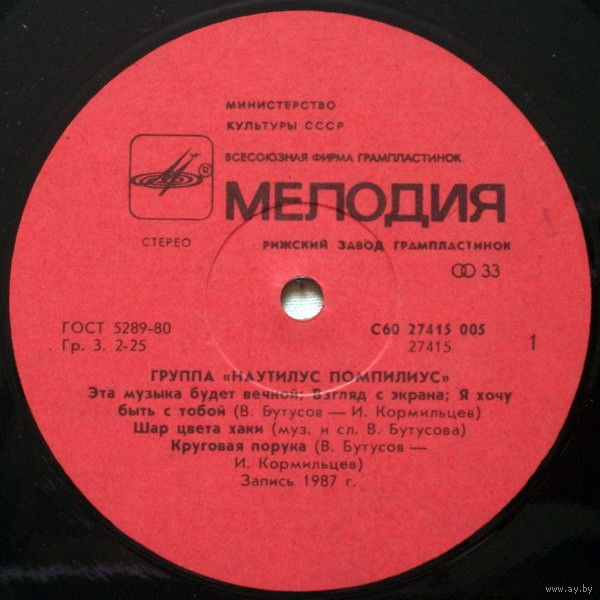 МИНИСТЕРСТВО
КУЛЬТУРЫ СССР
ВСЕСОЮЗНАЯ ФИРМА ГРАМПЛАСТИНОК
®
МЕЛОДИЯ
СТЕРЕО
РИЖСКИЙ ЗАВОД ГРАМПЛАСТИНОК
33
ГОСТ 5289-80
Гр. 3. 2-25
С60 27415 005
27415
1
ГРУППА «НАУТИЛУС ПОМПИЛИУС»
Эта музыка будет вечной; Взгляд с экрана; Я хочу
быть с тобой (В. Бутусов — И. Кормильцев)
Шар цвета хаки (муз. и сл. В. Бутусова)
Круговая порука (В. Бутусов —
И. Кормильцев)
Запись 1987 г.
www.ay.by